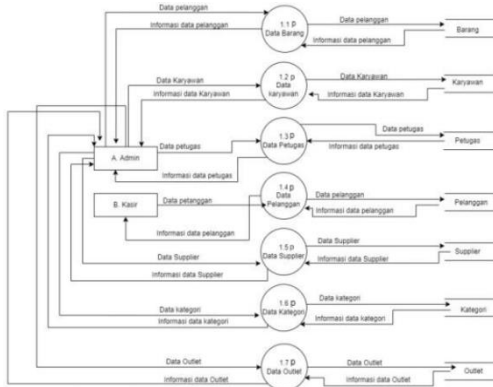 Data pelanggan
Informasi data pelanggan
1.1 p
Data Barang
Data pelanggan
Informasi data pelanggan
Barang
Data Karyawan
Informasi data Karyawan
1.2 p
Data
karyawan
Data Karyawan
Informasi data Karyawan
Karyawan
A. Admin
Data petugas
Informasi data petugas
1.3 p
Data Petugas
Data petugas
Informasi data petugas
Petugas
B. Kasir
Data petanggan
Informasi data pelanggan
1.4 p
Data
Pelanggan
Data pelanggan
Informasi data pelanggan
Pelanggan
Data Supplier
Informasi data Supplier
1.5 p
Data Supplier
Data Supplier
Informasi data Supplier
Supplier
Data kategori
Informasi data kategori
1.6 p
Data Kategori
Data kategori
Informasi data kategori
Kategori
Data Outlet
Informasi data Outlet
1.7 p
Data Outlet
Data Outlet
Informasi data Outlet
Outlet